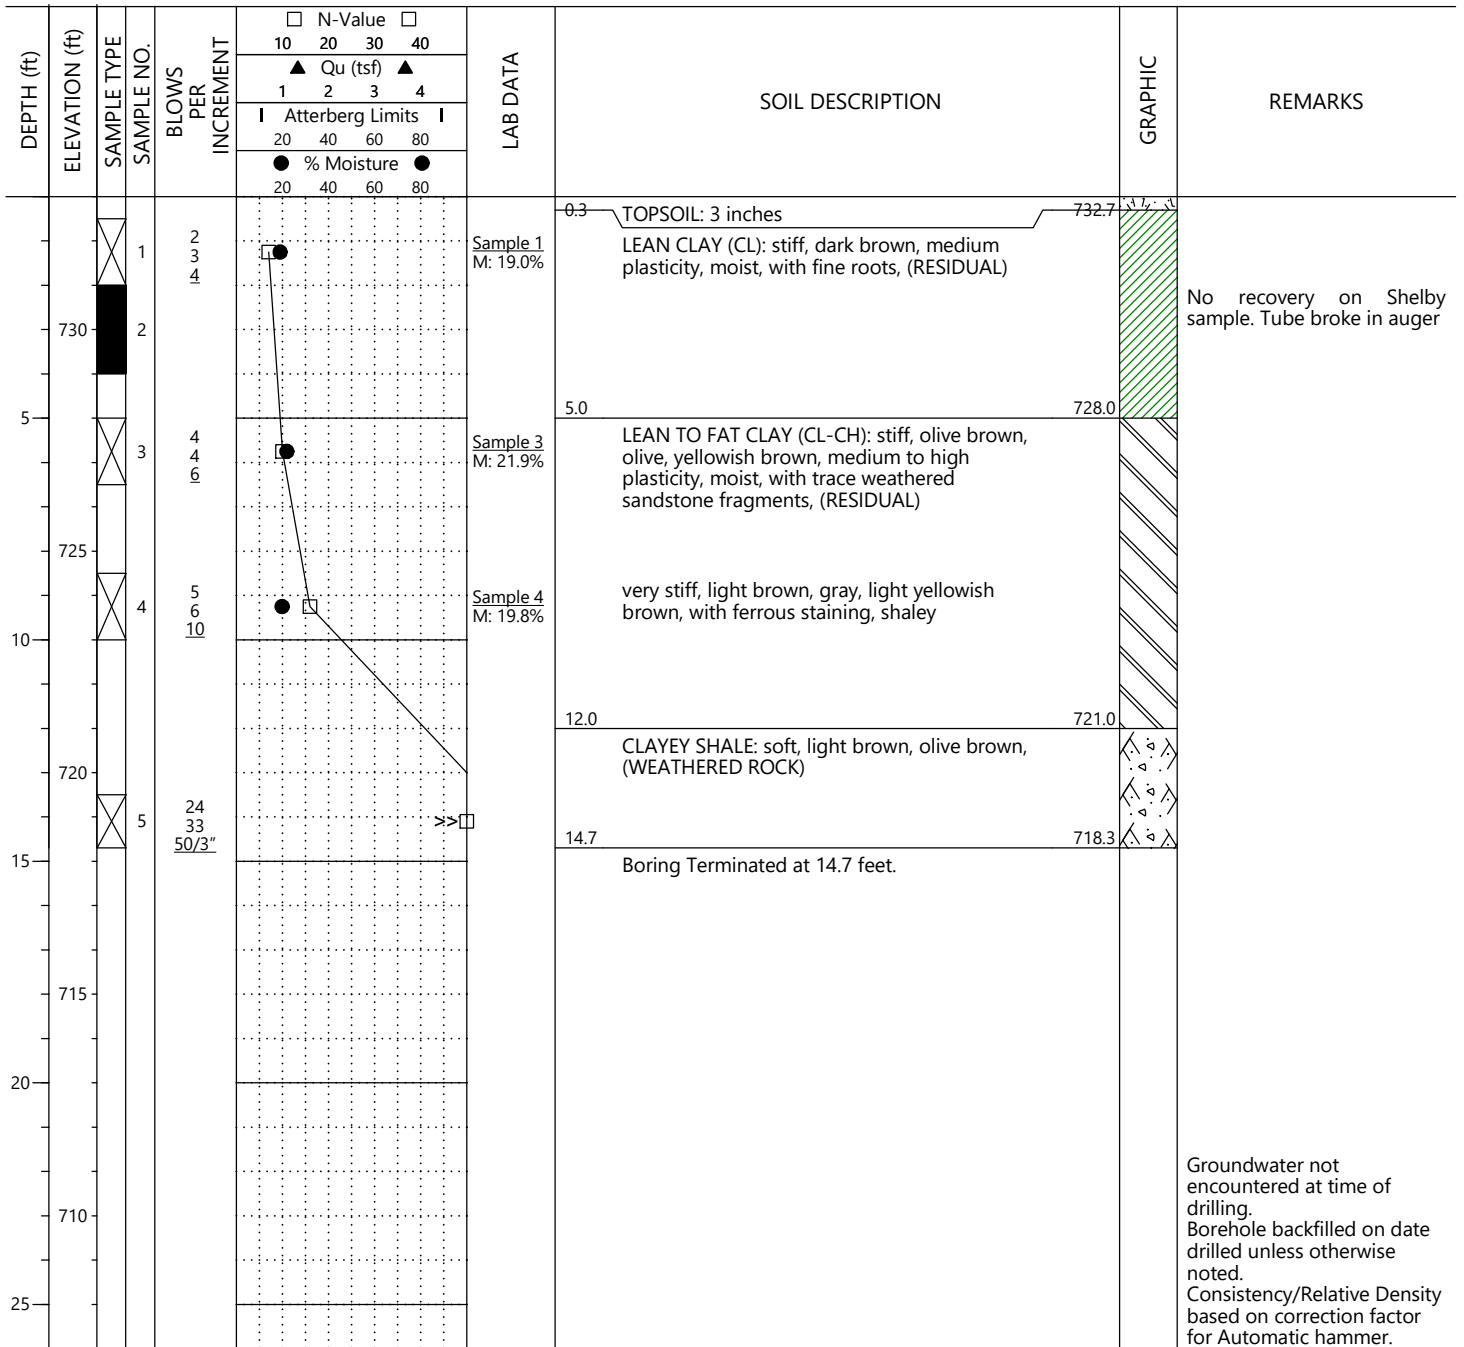 DEPTH (ft)
ELEVATION (ft)
SAMPLE TYPE
SAMPLE NO.
BLOWS
PER
INCREMENT
N-Value
10 20 30 40
Qu (tsf)
1 2 3 4
Atterberg Limits
20 40 60 80
% Moisture
20 40 60 80
LAB DATA
SOIL DESCRIPTION
GRAPHIC
REMARKS
0.3
TOPSOIL: 3 inches
732.7
1
2
3
4
Sample 1
M: 19.0%
LEAN CLAY (CL): stiff, dark brown, medium
plasticity, moist, with fine roots, (RESIDUAL)
No recovery on Shelby
sample. Tube broke in auger
730
2
5
5.0
728.0
3
4
4
6
Sample 3
M: 21.9%
LEAN TO FAT CLAY (CL-CH): stiff, olive brown,
olive, yellowish brown, medium to high
plasticity, moist, with trace weathered
sandstone fragments, (RESIDUAL)
725
4
5
6
10
Sample 4
M: 19.8%
very stiff, light brown, gray, light yellowish
brown, with ferrous staining, shaley
10
12.0
721.0
CLAYEY SHALE: soft, light brown, olive brown,
(WEATHERED ROCK)
720
5
24
33
50/3"
>>
14.7
718.3
15
Boring Terminated at 14.7 feet.
715
20
710
25
Groundwater not
encountered at time of
drilling.
Borehole backfilled on date
drilled unless otherwise
noted.
Consistency/Relative Density
based on correction factor
for Automatic hammer.